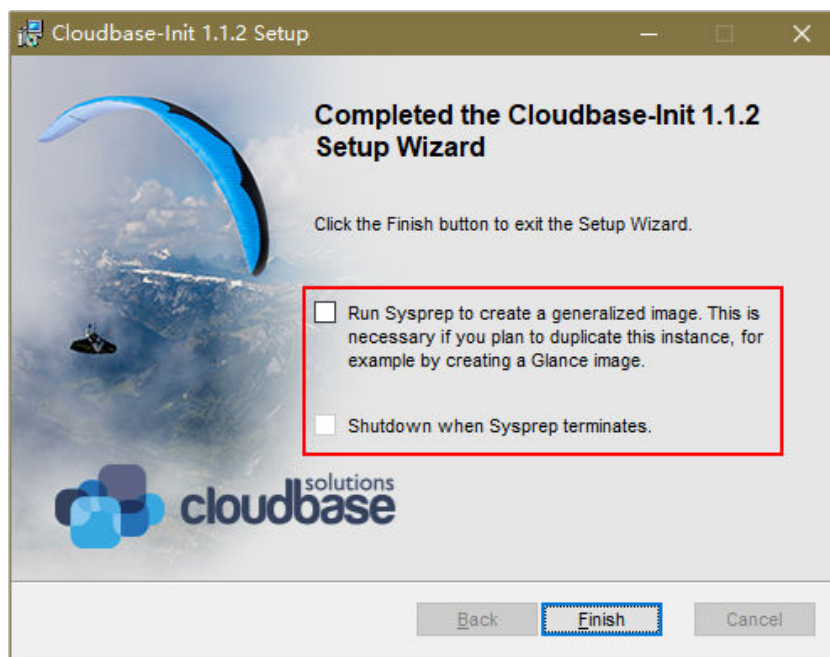 Cloudbase-Init 1.1.2 Setup
Completed the Cloudbase-Init 1.1.2
Setup Wizard
Click the Finish button to exit the Setup Wizard.
Run Sysprep to create a generalized image. This is
necessary if you plan to duplicate this instance, for
example by creating a Glance image.
Shutdown when Sysprep terminates.
solutions
cloudbase
Back
Finish
Cancel